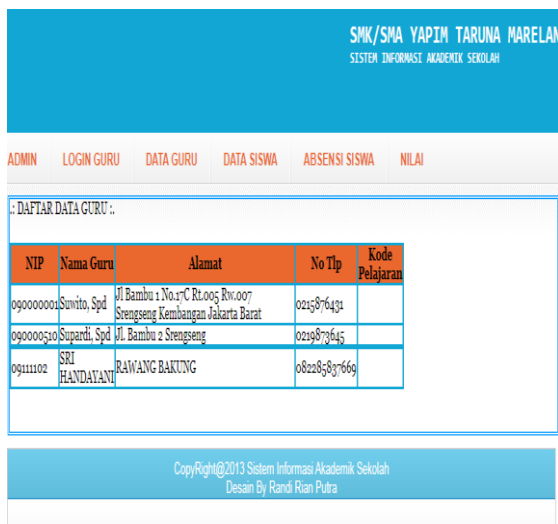 SMK/SMA YAPIM TARUNA MARELAN
SISTEM INFORMASI AKADEMIK SEKOLAH
ADMIN LOGIN GURU DATA GURU DATA SISWA ABSENSI SISWA NILAI
.: DAFTAR DATA GURU :.
NIP Nama Guru Alamat No Tlp Kode Pelajaran
090000001 Suwito, Spd Jl Bambu 1 No.17C Rt.005 Rw.007 0215876431
Srengseng Kembangan Jakarta Barat
090000510 Supardi, Spd Jl. Bambu 2 Srengseng 0219873645
09111102 SRI HANDAYANI RAWANG BAKUNG 082285837669
CopyRight@2013 Sistem Informasi Akademik Sekolah
Desain By Randi Rian Putra